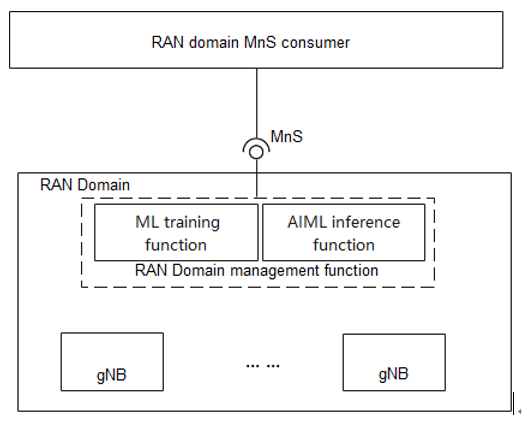 RAN domain MnS consumer
MnS
RAN Domain
ML training
function
AIML inference
function
RAN Domain management function
gNB
... ...
gNB